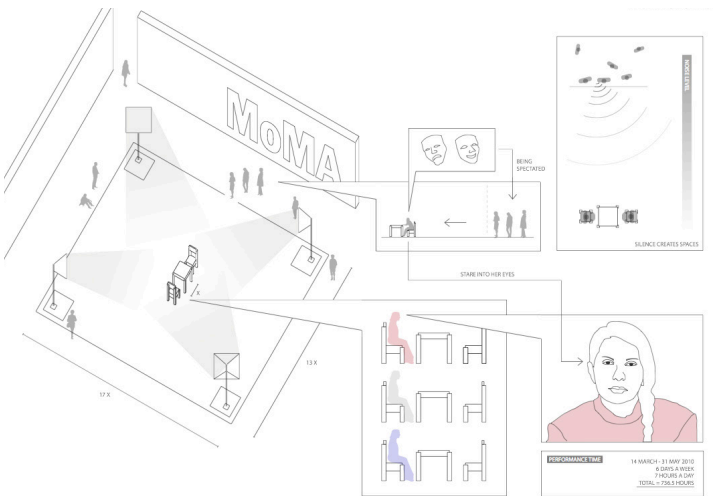 MoMA
BEING
SPECTATED
NOISE LEVEL
SILENCE CREATES SPACES
STARE INTO HER EYES
X
13 X
17 X
PERFORMANCE TIME
14 MARCH - 31 MAY 2010
6 DAYS A WEEK
7 HOURS A DAY
TOTAL = 736.5 HOURS